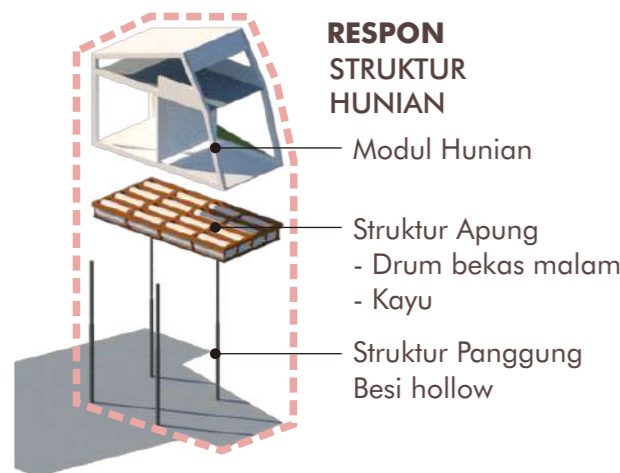 RESPON
STRUKTUR
HUNIAN
Modul Hunian
Struktur Apung
- Drum bekas malam
- Kayu
Struktur Panggung
Besi hollow